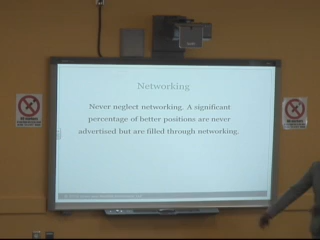 Networking
Never neglect networking. A significant
percentage of better positions are never
advertised but are filled through networking.